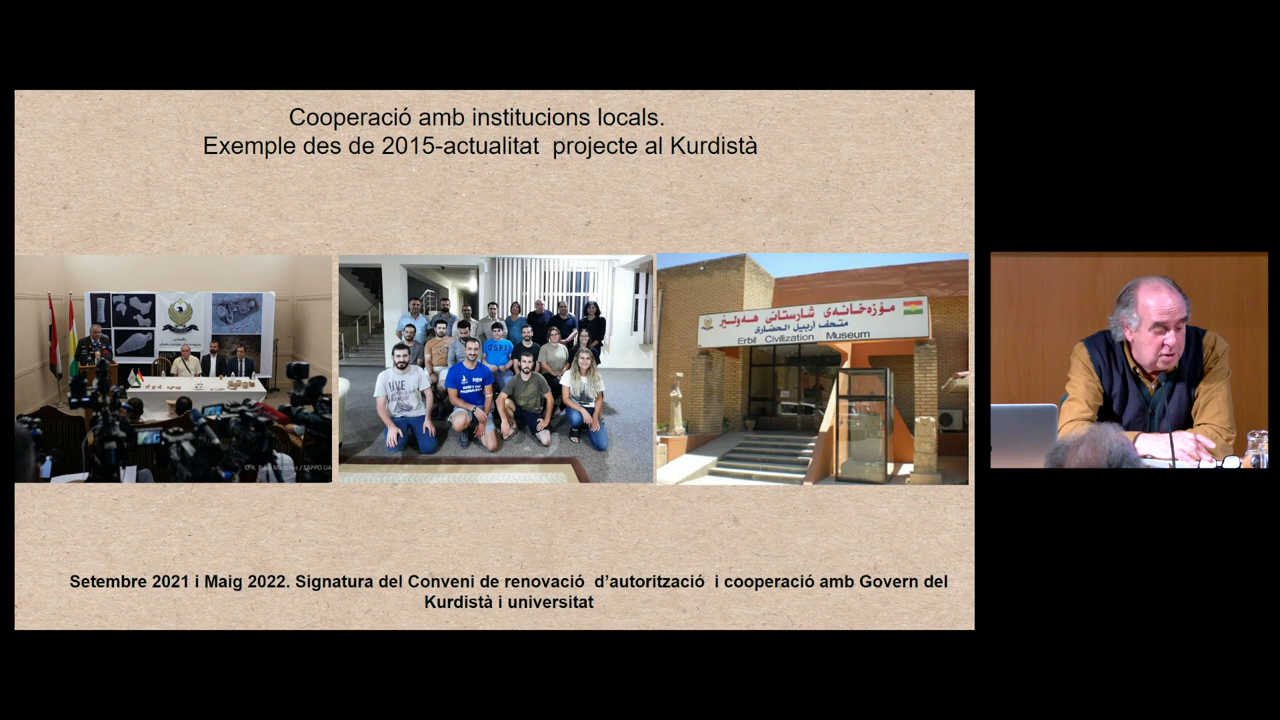 Cooperació amb institucions locals.
Exemple des de 2015-actualitat projecte al Kurdistà
مۆزەخانەی شارستانی هەولێر
متحف أربيل الحضاري
Erbil Civilization Museum
Setembre 2021 i Maig 2022. Signatura del Conveni de renovació d'autorització i cooperació amb Govern del
Kurdistà i universitat